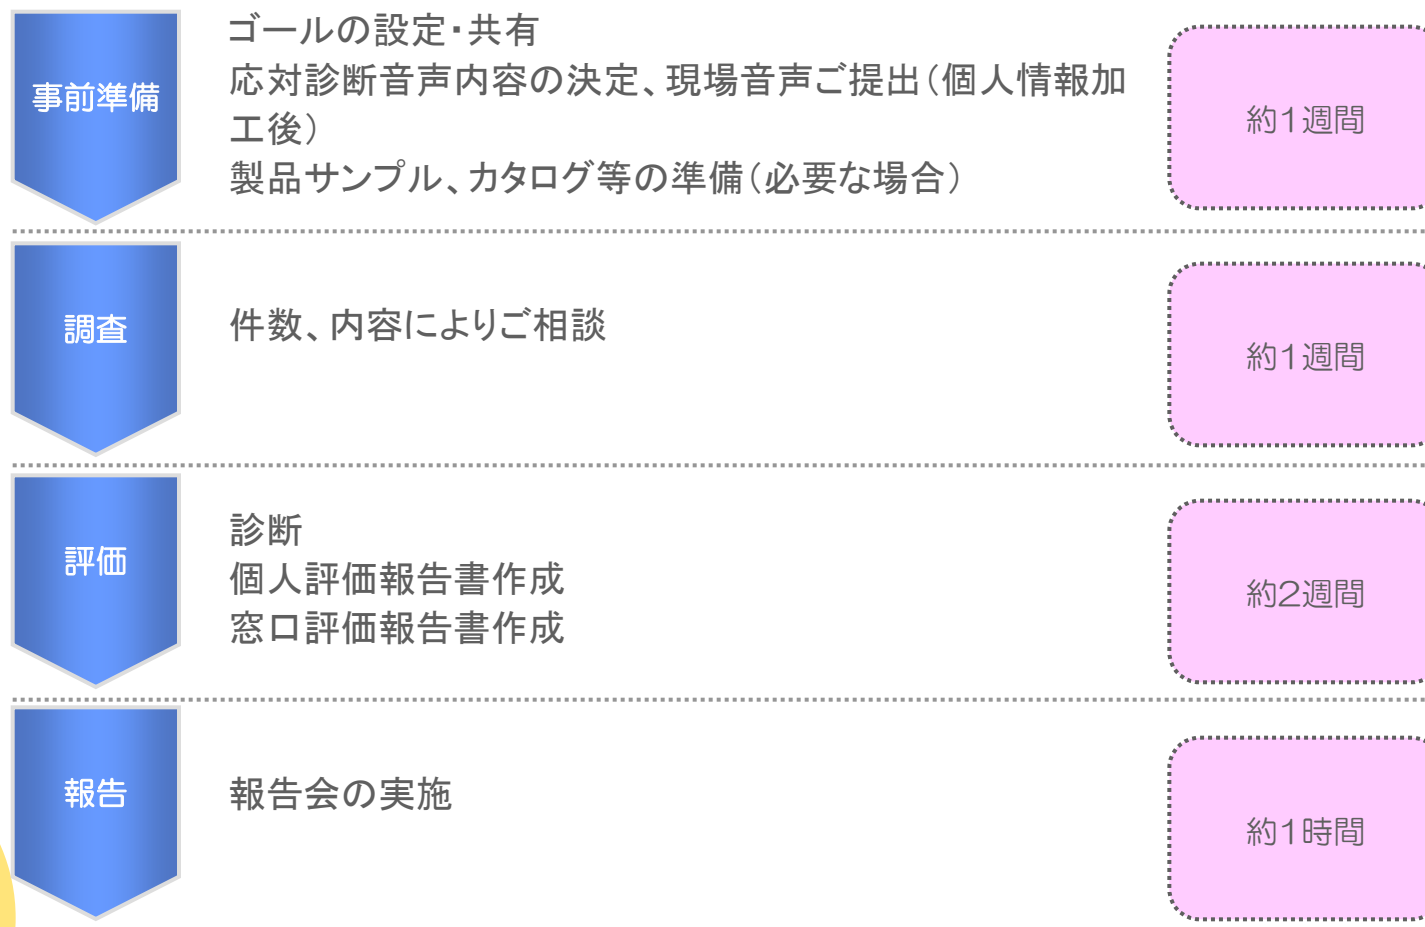 事前準備
ゴールの設定・共有
応対診断音声内容の決定、現場音声ご提出（個人情報加
工後）
製品サンプル、カタログ等の準備（必要な場合）
約1週間
調査
件数、内容によりご相談
約1週間
評価
診断
個人評価報告書作成
窓口評価報告書作成
約2週間
報告
報告会の実施
約1時間